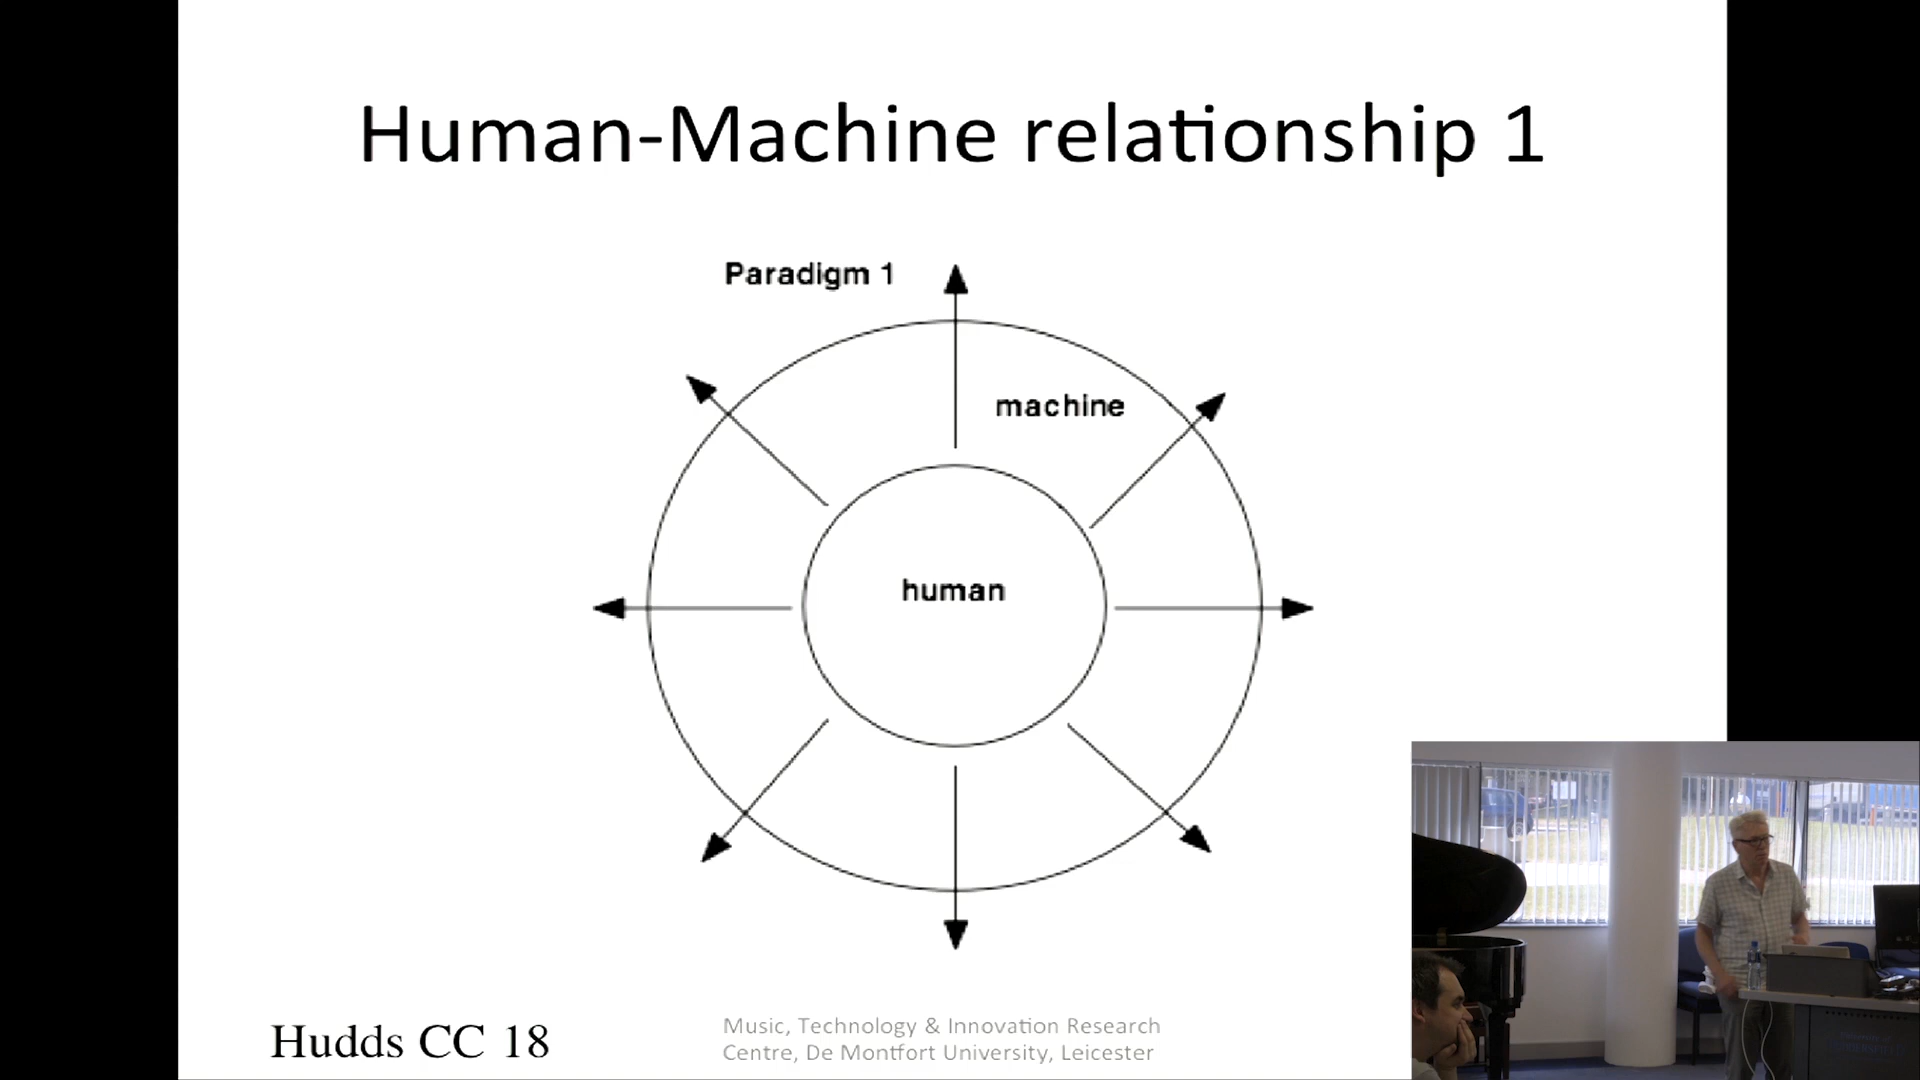 Human-Machine relationship 1
Paradigm 1
machine
human
Hudds CC 18
Music, Technology & Innovation Research
Centre, De Montfort University, Leicester